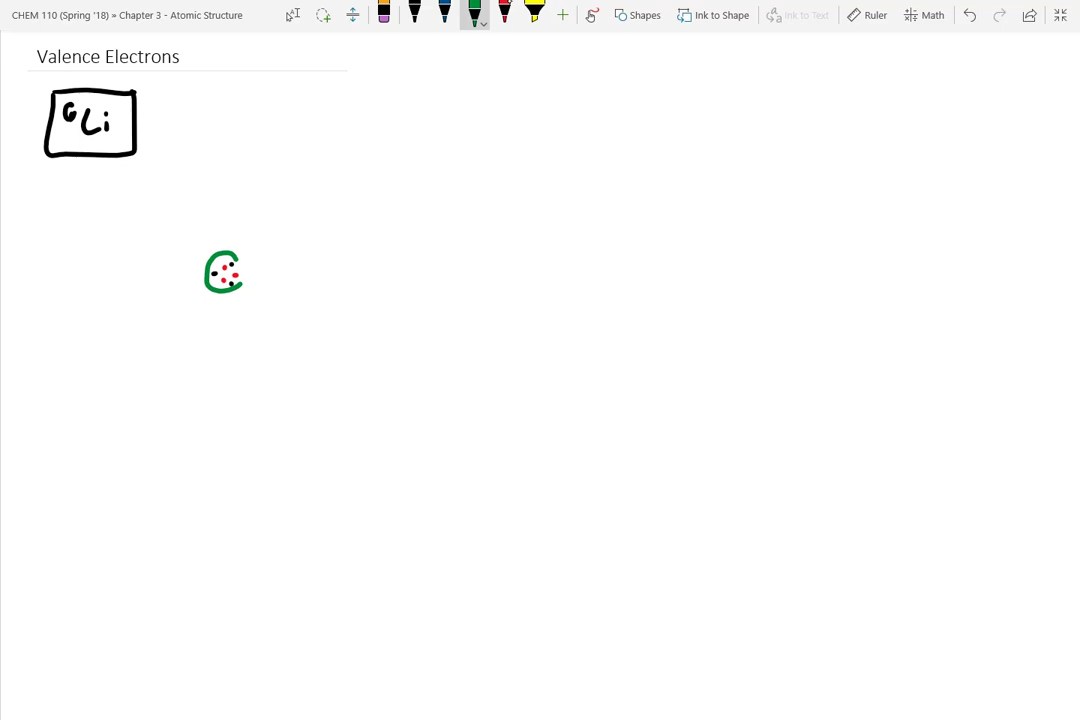 CHEM 110 (Spring '18) » Chapter 3 - Atomic Structure
Shapes
Ink to Shape
Ink to Text
Ruler
Math
Valence Electrons
⁶Li